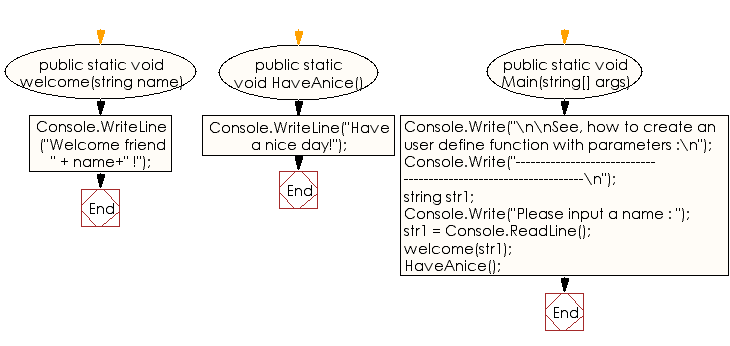 public static void
welcome(string name)
Console.WriteLine
("Welcome friend
" + name+" !");
End
public static
void HaveAnice()
Console.WriteLine("Have
a nice day!");
End
public static void
Main(string[] args)
Console.Write("\n\nSee, how to create an
user define function with parameters :\n");
Console.Write("----------------------------
------------------------------------\n");
string str1;
Console.Write("Please input a name : ");
str1 = Console.ReadLine();
welcome(str1);
HaveAnice();
End